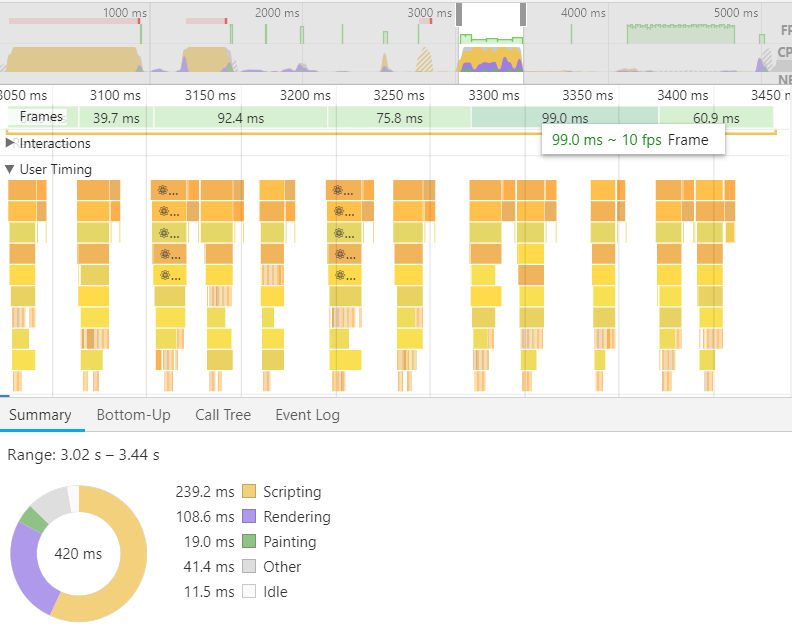 1000 ms 2000 ms 3000 ms 4000 ms 5000 ms
FP
CP
NE
3050 ms 3100 ms 3150 ms 3200 ms 3250 ms 3300 ms 3350 ms 3400 ms 3450 m
Frames 39.7 ms 92.4 ms 75.8 ms 99.0 ms 60.9 ms
99.0 ms ~ 10 fps Frame
Interactions
User Timing
... ...
... ...
... ...
... ...
... ...
Summary Bottom-Up Call Tree Event Log
Range: 3.02 s – 3.44 s
239.2 ms Scripting
108.6 ms Rendering
19.0 ms Painting
41.4 ms Other
11.5 ms Idle
420 ms